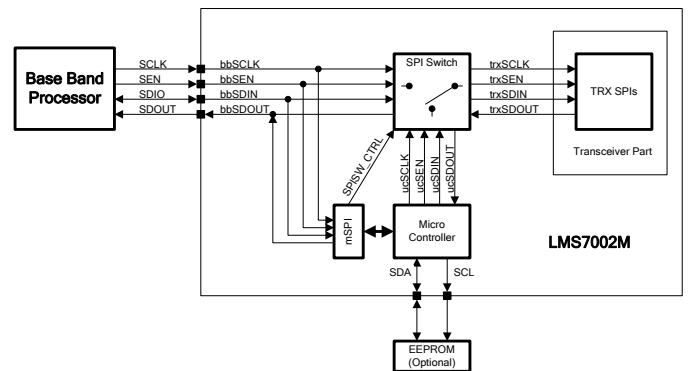 Base Band
Processor
SCLK
SEN
SDIO
SDOUT
bbSCLK
bbSEN
bbSDIN
bbSDOUT
SPI Switch
trxSCLK
trxSEN
trxSDIN
trxSDOUT
TRX SPIs
Transceiver Part
SPISW_CTRL
ucSCLK
ucSEN
ucSDIN
ucSDOUT
mSPI
Micro
Controller
LMS7002M
SDA
SCL
EEPROM
(Optional)